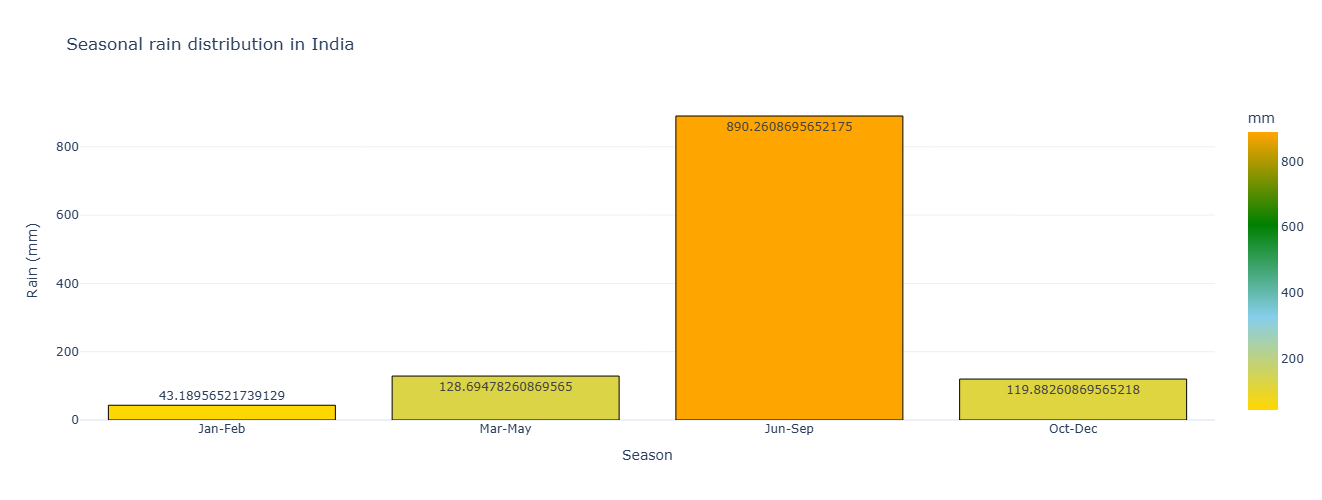 Seasonal rain distribution in India
mm
890.2608695652175
800
800
600
600
Rain (mm)
400
400
200
200
128.69478260869565
119.88260869565218
43.18956521739129
0
Jan-Feb
Mar-May
Jun-Sep
Oct-Dec
Season